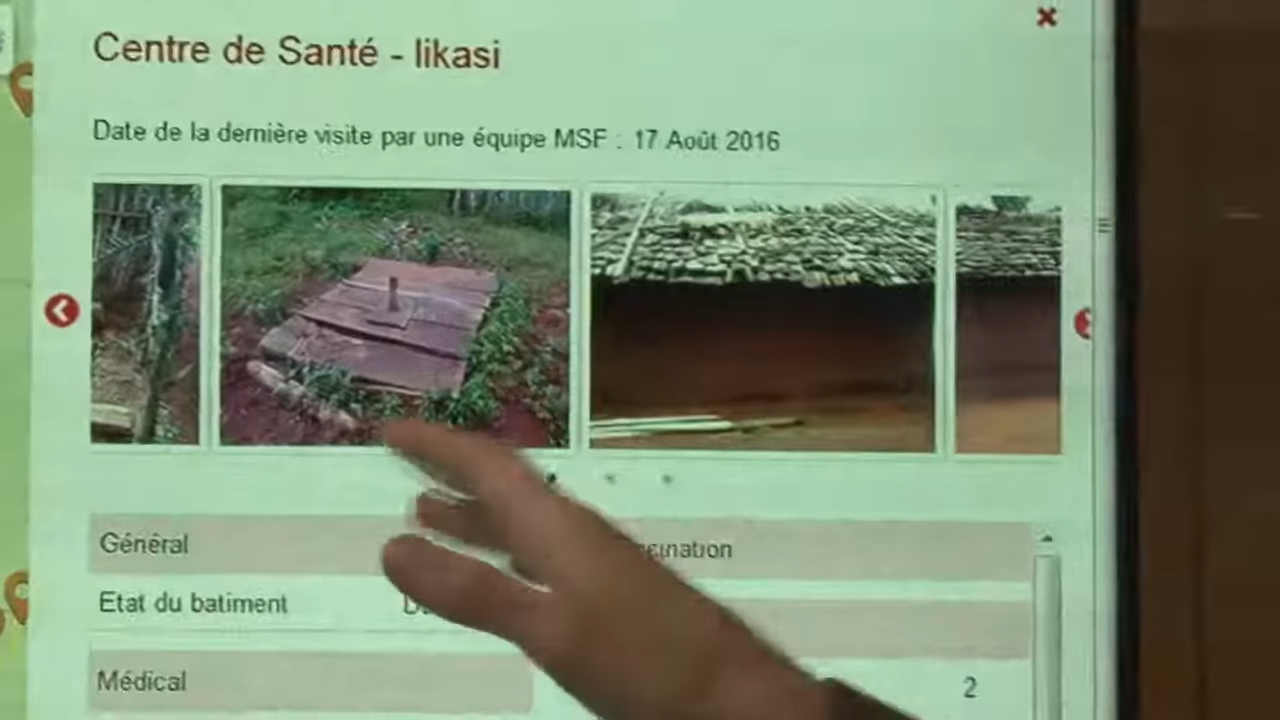 Centre de Santé - likasi
Date de la dernière visite par une équipe MSF : 17 Août 2016
Général
Etat du batiment
Médical
2